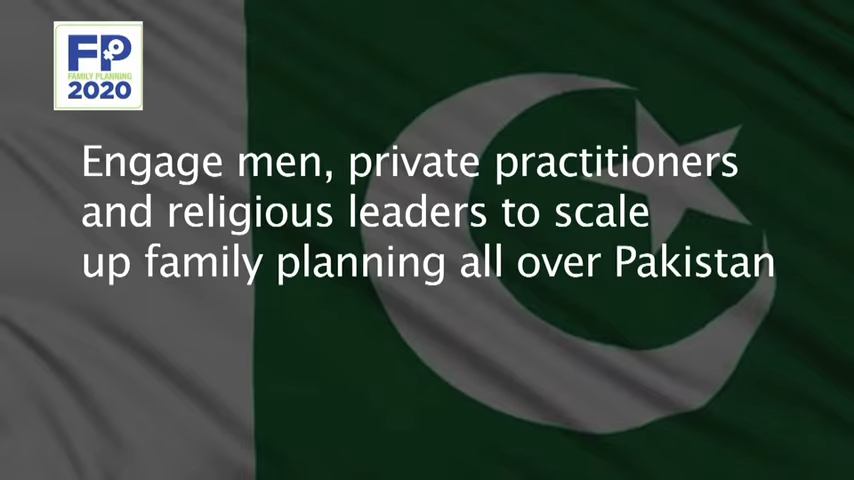 FP
FAMILY PLANNING
2020
Engage men, private practitioners
and religious leaders to scale
up family planning all over Pakistan